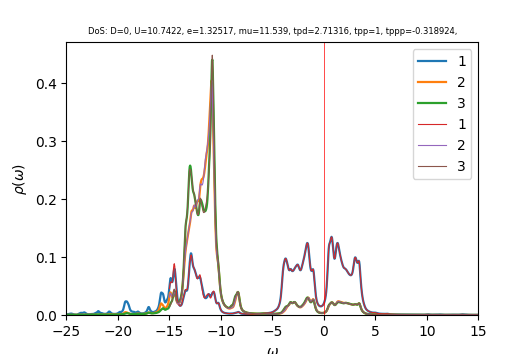 DoS: D=0, U=10.7422, e=1.32517, mu=11.539, tpd=2.71316, tpp=1, tppp=-0.318924,
1
2
3
1
2
3
ρ(ω)
0.4
0.3
0.2
0.1
0.0
−25 −20 −15 −10 −5 0 5 10 15
ω